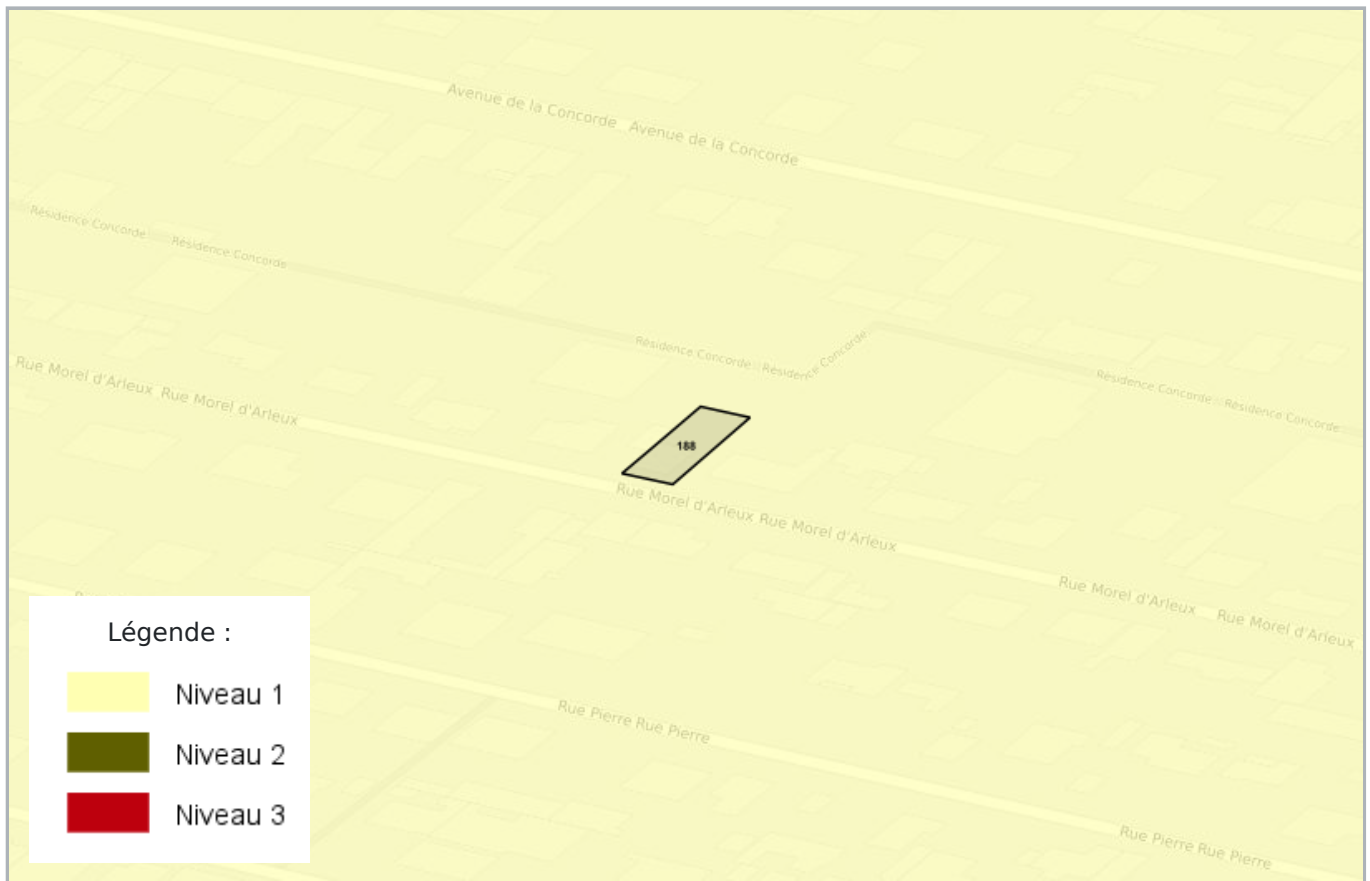 Avenue de la Concorde Avenue de la Concorde
Résidence Concorde Résidence Concorde
Résidence Concorde Résidence Concorde
Résidence Concorde Résidence Concorde
Rue Morel d'Arleux Rue Morel d'Arleux
188
Rue Morel d'Arleux Rue Morel d'Arleux
Rue Morel d'Arleux Rue Morel d'Arleux
Légende :
Niveau 1
Niveau 2
Niveau 3
Rue Pierre Rue Pierre
Rue Pierre Rue Pierre